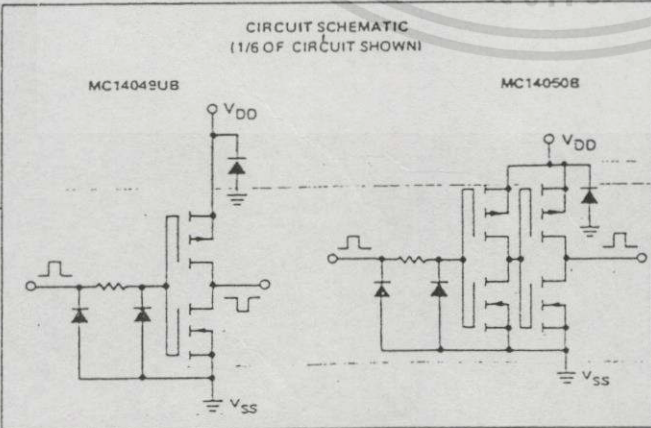 CIRCUIT SCHEMATIC
(1/6 OF CIRCUIT SHOWN)
MC14049UB
MC14050B
VDD
VDD
VSS
VSS